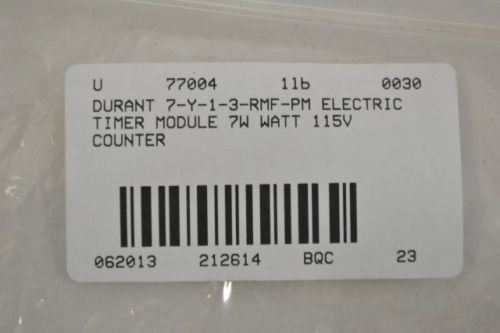 U 77004 1lb 0030
DURANT 7-Y-1-3-RMF-PM ELECTRIC
TIMER MODULE 7W WATT 115V
COUNTER
062013 212614 BQC 23